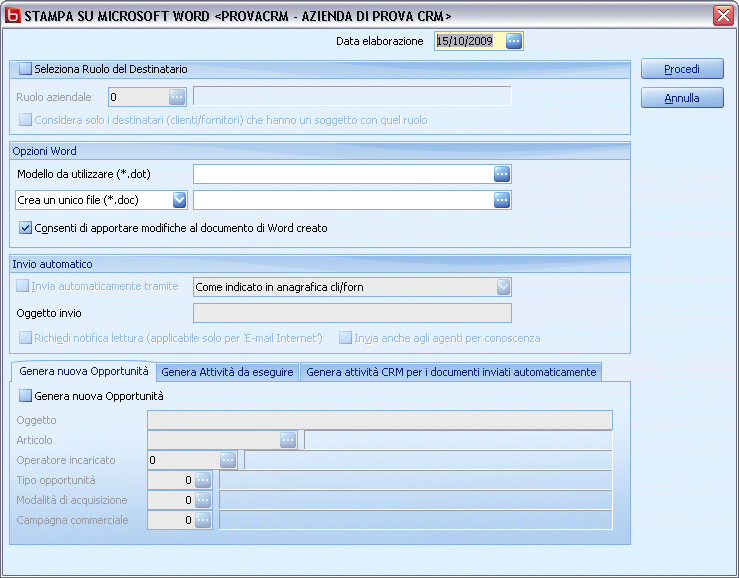 STAMPA SU MICROSOFT WORD <PROVACRM - AZIENDA DI PROVA CRM>
Data elaborazione 15/10/2009
Seleziona Ruolo del Destinatario
Procedi
Ruolo aziendale 0
Annulla
Considera solo i destinatari (clienti/fornitori) che hanno un soggetto con quel ruolo
Opzioni Word
Modello da utilizzare (*.dot)
Crea un unico file (*.doc)
Consenti di apportare modifiche al documento di Word creato
Invio automatico
Invia automaticamente tramite Come indicato in anagrafica cli/forn
Oggetto invio
Richiedi notifica lettura (applicabile solo per 'E-mail Internet') Invia anche agli agenti per conoscenza
Genera nuova Opportunità Genera Attività da eseguire Genera attività CRM per i documenti inviati automaticamente
Genera nuova Opportunità
Oggetto
Articolo
Operatore incaricato 0
Tipo opportunità 0
Modalità di acquisizione 0
Campagna commerciale 0